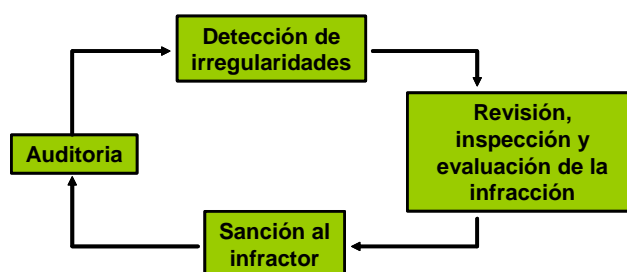 Detección de
irregularidades
Revisión,
inspección y
evaluación de la
infracción
Auditoria
Sanción al
infractor